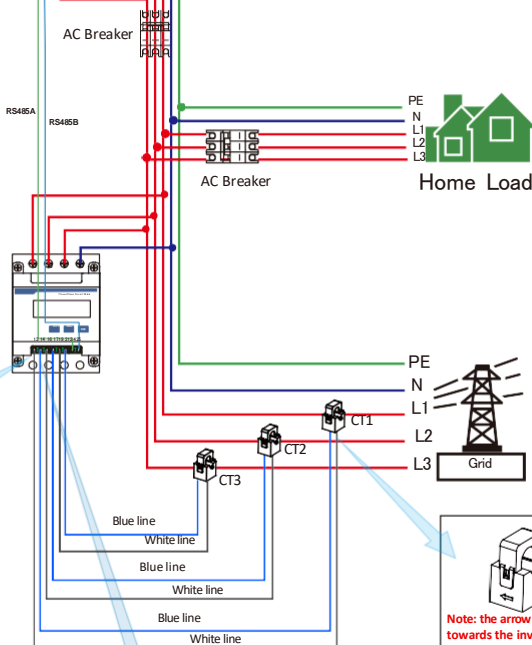 AC Breaker
RS485A
RS485B
PE
N
L1
L2
L3
AC Breaker
Home Load
PE
N
L1
L2
L3
Grid
CT1
CT2
CT3
Blue line
White line
Blue line
White line
Blue line
White line
Note: the arrow
towards the inv